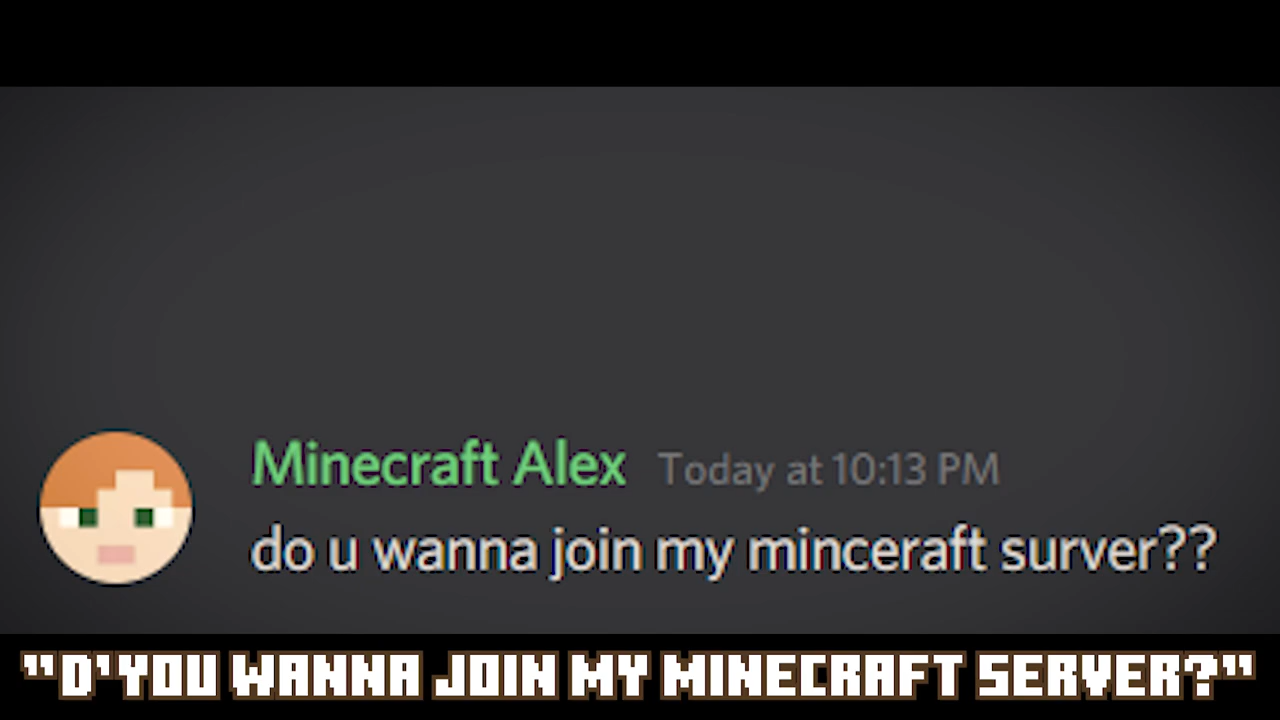 Minecraft Alex Today at 10:13 PM
do u wanna join my minceraft surver??
"D'YOU WANNA JOIN MY MINECRAFT SERVER?"